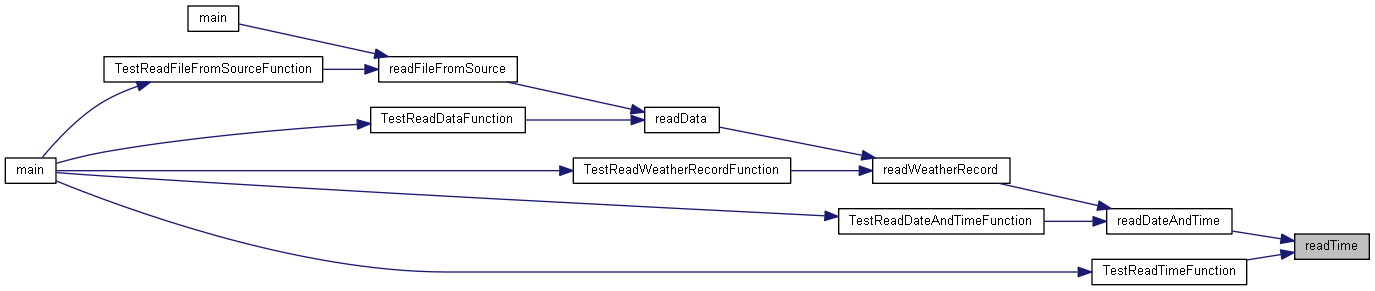 main
TestReadFileFromSourceFunction
readFileFromSource
TestReadDataFunction
readData
main
TestReadWeatherRecordFunction
readWeatherRecord
TestReadDateAndTimeFunction
readDateAndTime
readTime
TestReadTimeFunction